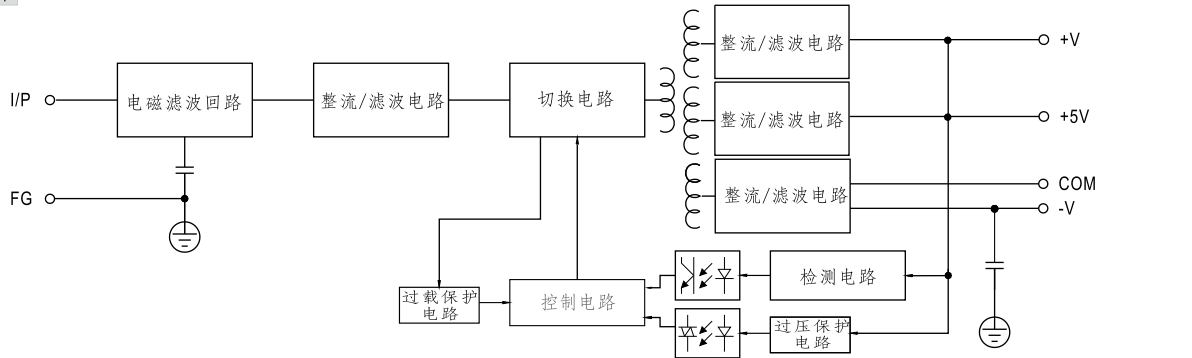 整流/滤波电路
+V
I/P
电磁滤波回路
整流/滤波电路
切换电路
整流/滤波电路
+5V
FG
整流/滤波电路
COM
-V
过载保护
电路
控制电路
检测电路
过压保护
电路